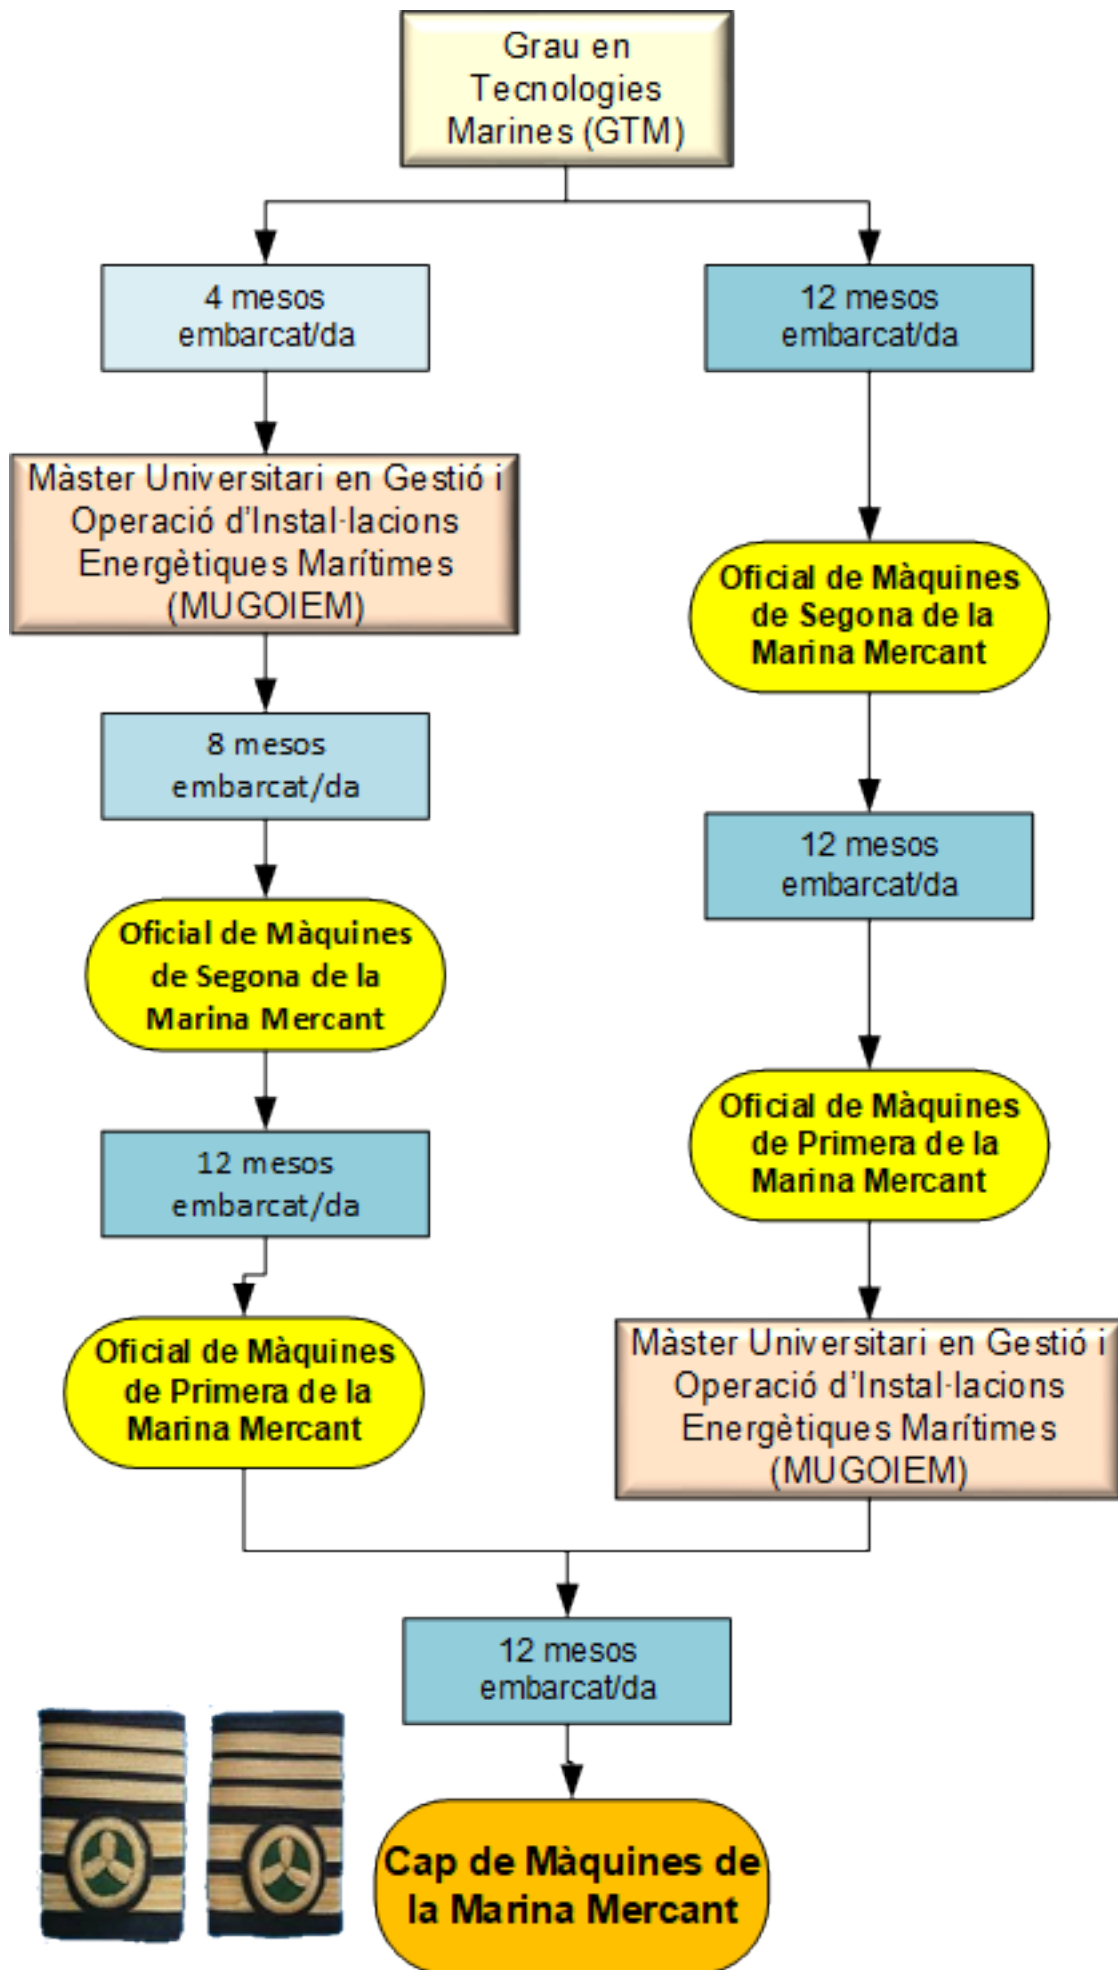 Grau en
Tecnologies
Marines (GTM)
4 mesos
embarcat/da
12 mesos
embarcat/da
Màster Universitari en Gestió i
Operació d'Instal·lacions
Energètiques Marítimes
(MUGOIEM)
Oficial de Màquines
de Segona de la
Marina Mercant
8 mesos
embarcat/da
12 mesos
embarcat/da
Oficial de Màquines
de Segona de la
Marina Mercant
Oficial de Màquines
de Primera de la
Marina Mercant
12 mesos
embarcat/da
Oficial de Màquines
de Primera de la
Marina Mercant
Màster Universitari en Gestió i
Operació d'Instal·lacions
Energètiques Marítimes
(MUGOIEM)
12 mesos
embarcat/da
Cap de Màquines de
la Marina Mercant